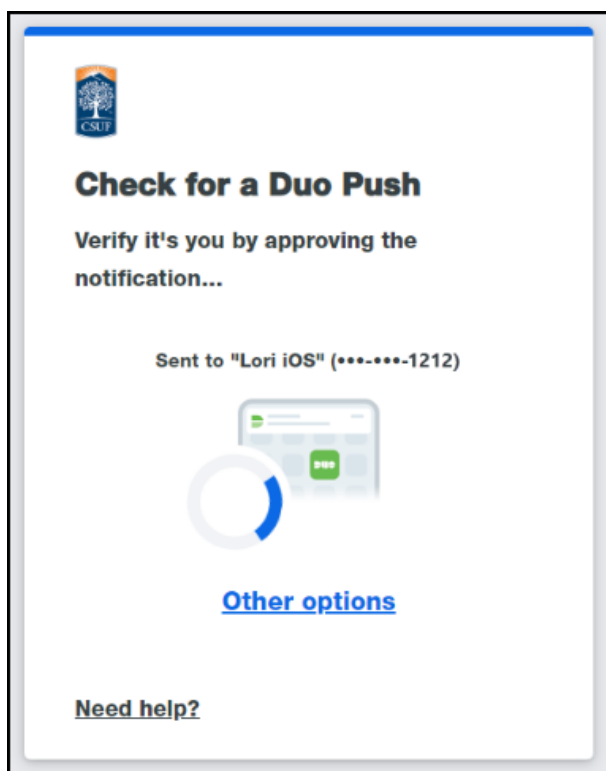 CSUF
Check for a Duo Push
Verify it's you by approving the
notification...
Sent to "Lori iOS" (•••-•••-1212)
DUO
Other options
Need help?